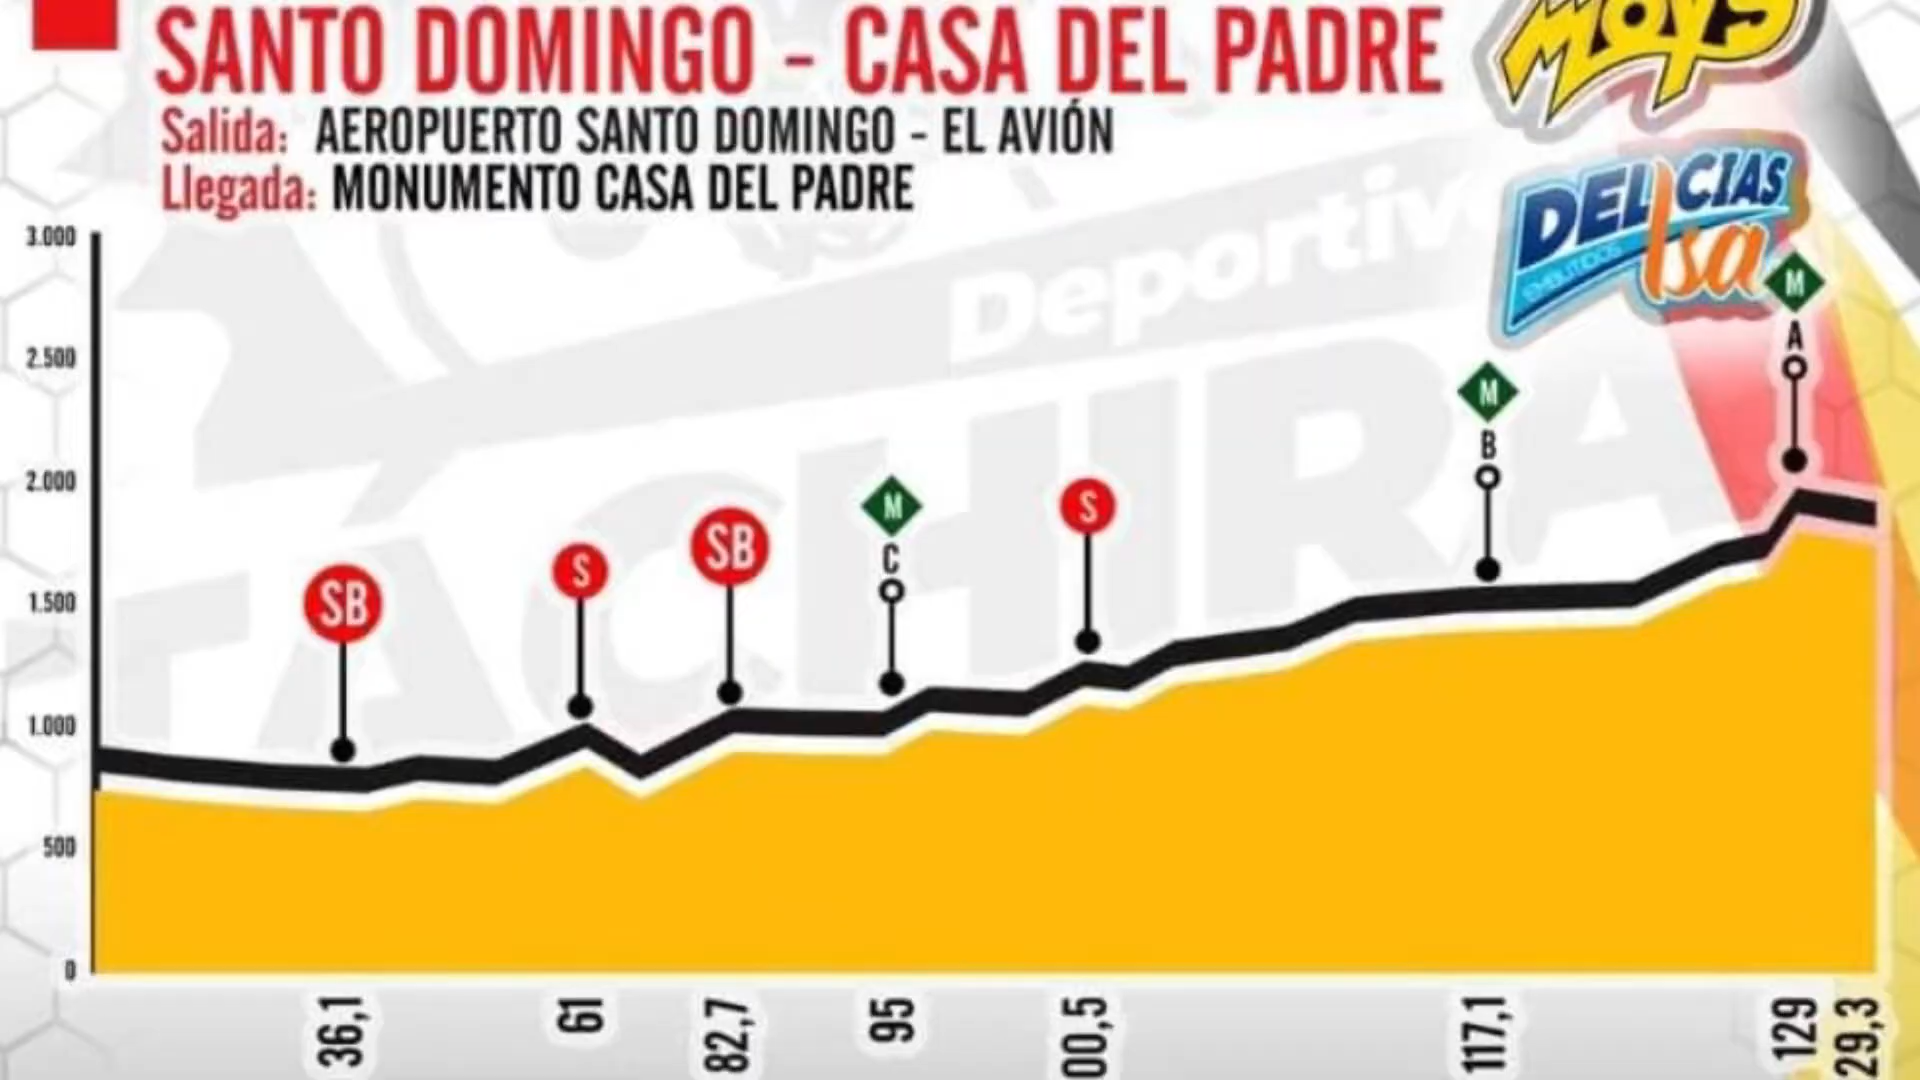 MOYS
SANTO DOMINGO - CASA DEL PADRE
Salida: AEROPUERTO SANTO DOMINGO - EL AVIÓN
Llegada: MONUMENTO CASA DEL PADRE
DELICIAS
Isa
EMBUTIDOS
Deportivo
TÁCHIRA
3.000
2.500
2.000
1.500
1.000
500
0
SB
S
SB
M
C
S
M
B
M
A
36,1
61
82,7
95
00,5
117,1
129
29,3